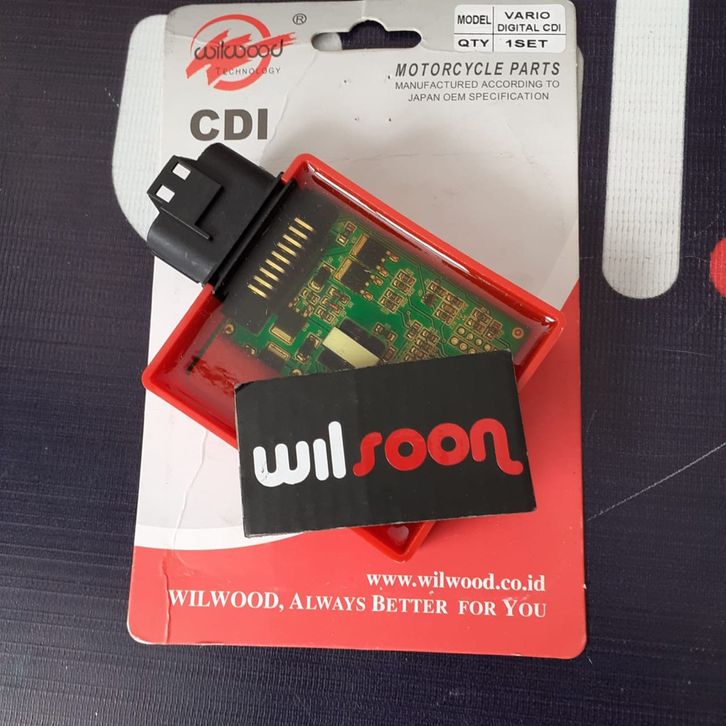 wilwood ®
TECHNOLOGY
MODEL VARIO DIGITAL CDI
QTY 1SET
MOTORCYCLE PARTS
MANUFACTURED ACCORDING TO
JAPAN OEM SPECIFICATION
CDI
wilsoon
www.wilwood.co.id
WILWOOD, ALWAYS BETTER FOR YOU